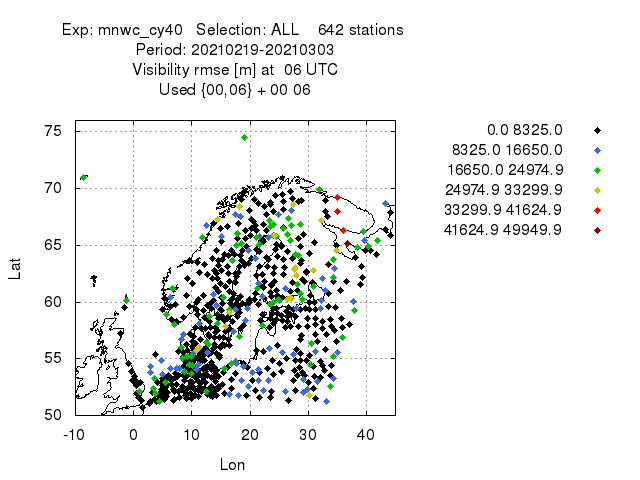 Exp: mnwc_cy40 Selection: ALL 642 stations
Period: 20210219-20210303
Visibility rmse [m] at 06 UTC
Used {00,06} + 00 06
0.0 8325.0
8325.0 16650.0
16650.0 24974.9
24974.9 33299.9
33299.9 41624.9
41624.9 49949.9
75
70
65
60
55
50
Lat
-10 0 10 20 30 40
Lon